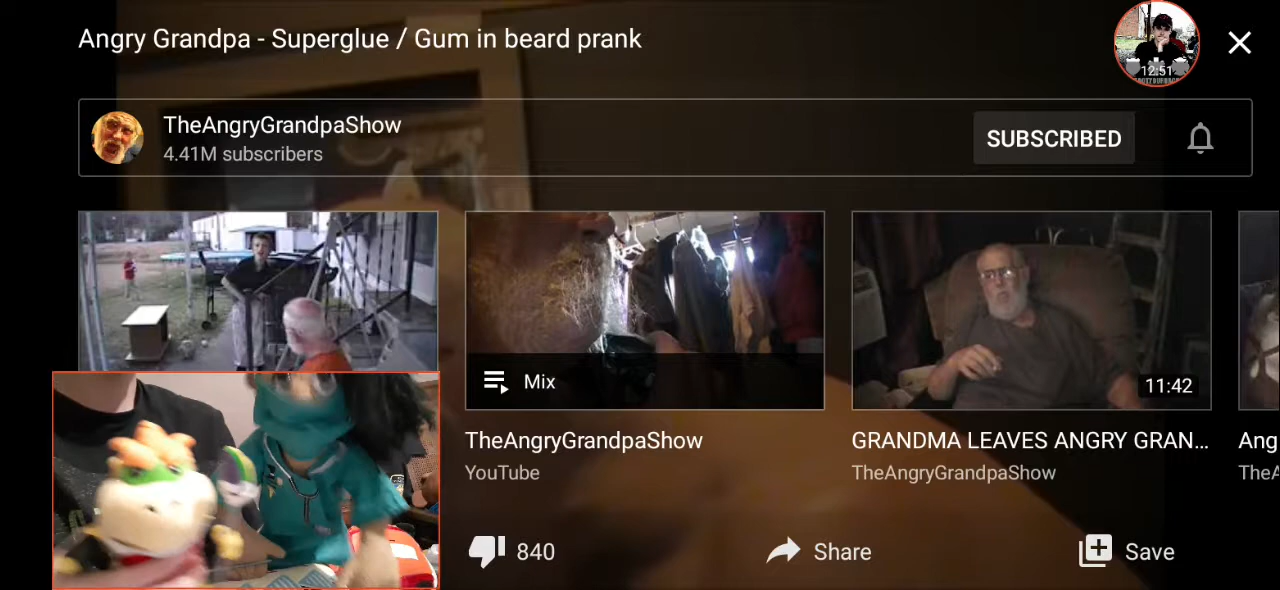 Angry Grandpa - Superglue / Gum in beard prank
12:51
TheAngryGrandpaShow
4.41M subscribers
SUBSCRIBED
Mix
11:42
TheAngryGrandpaShow
YouTube
GRANDMA LEAVES ANGRY GRAN...
TheAngryGrandpaShow
Ang
TheA
840
Share
Save